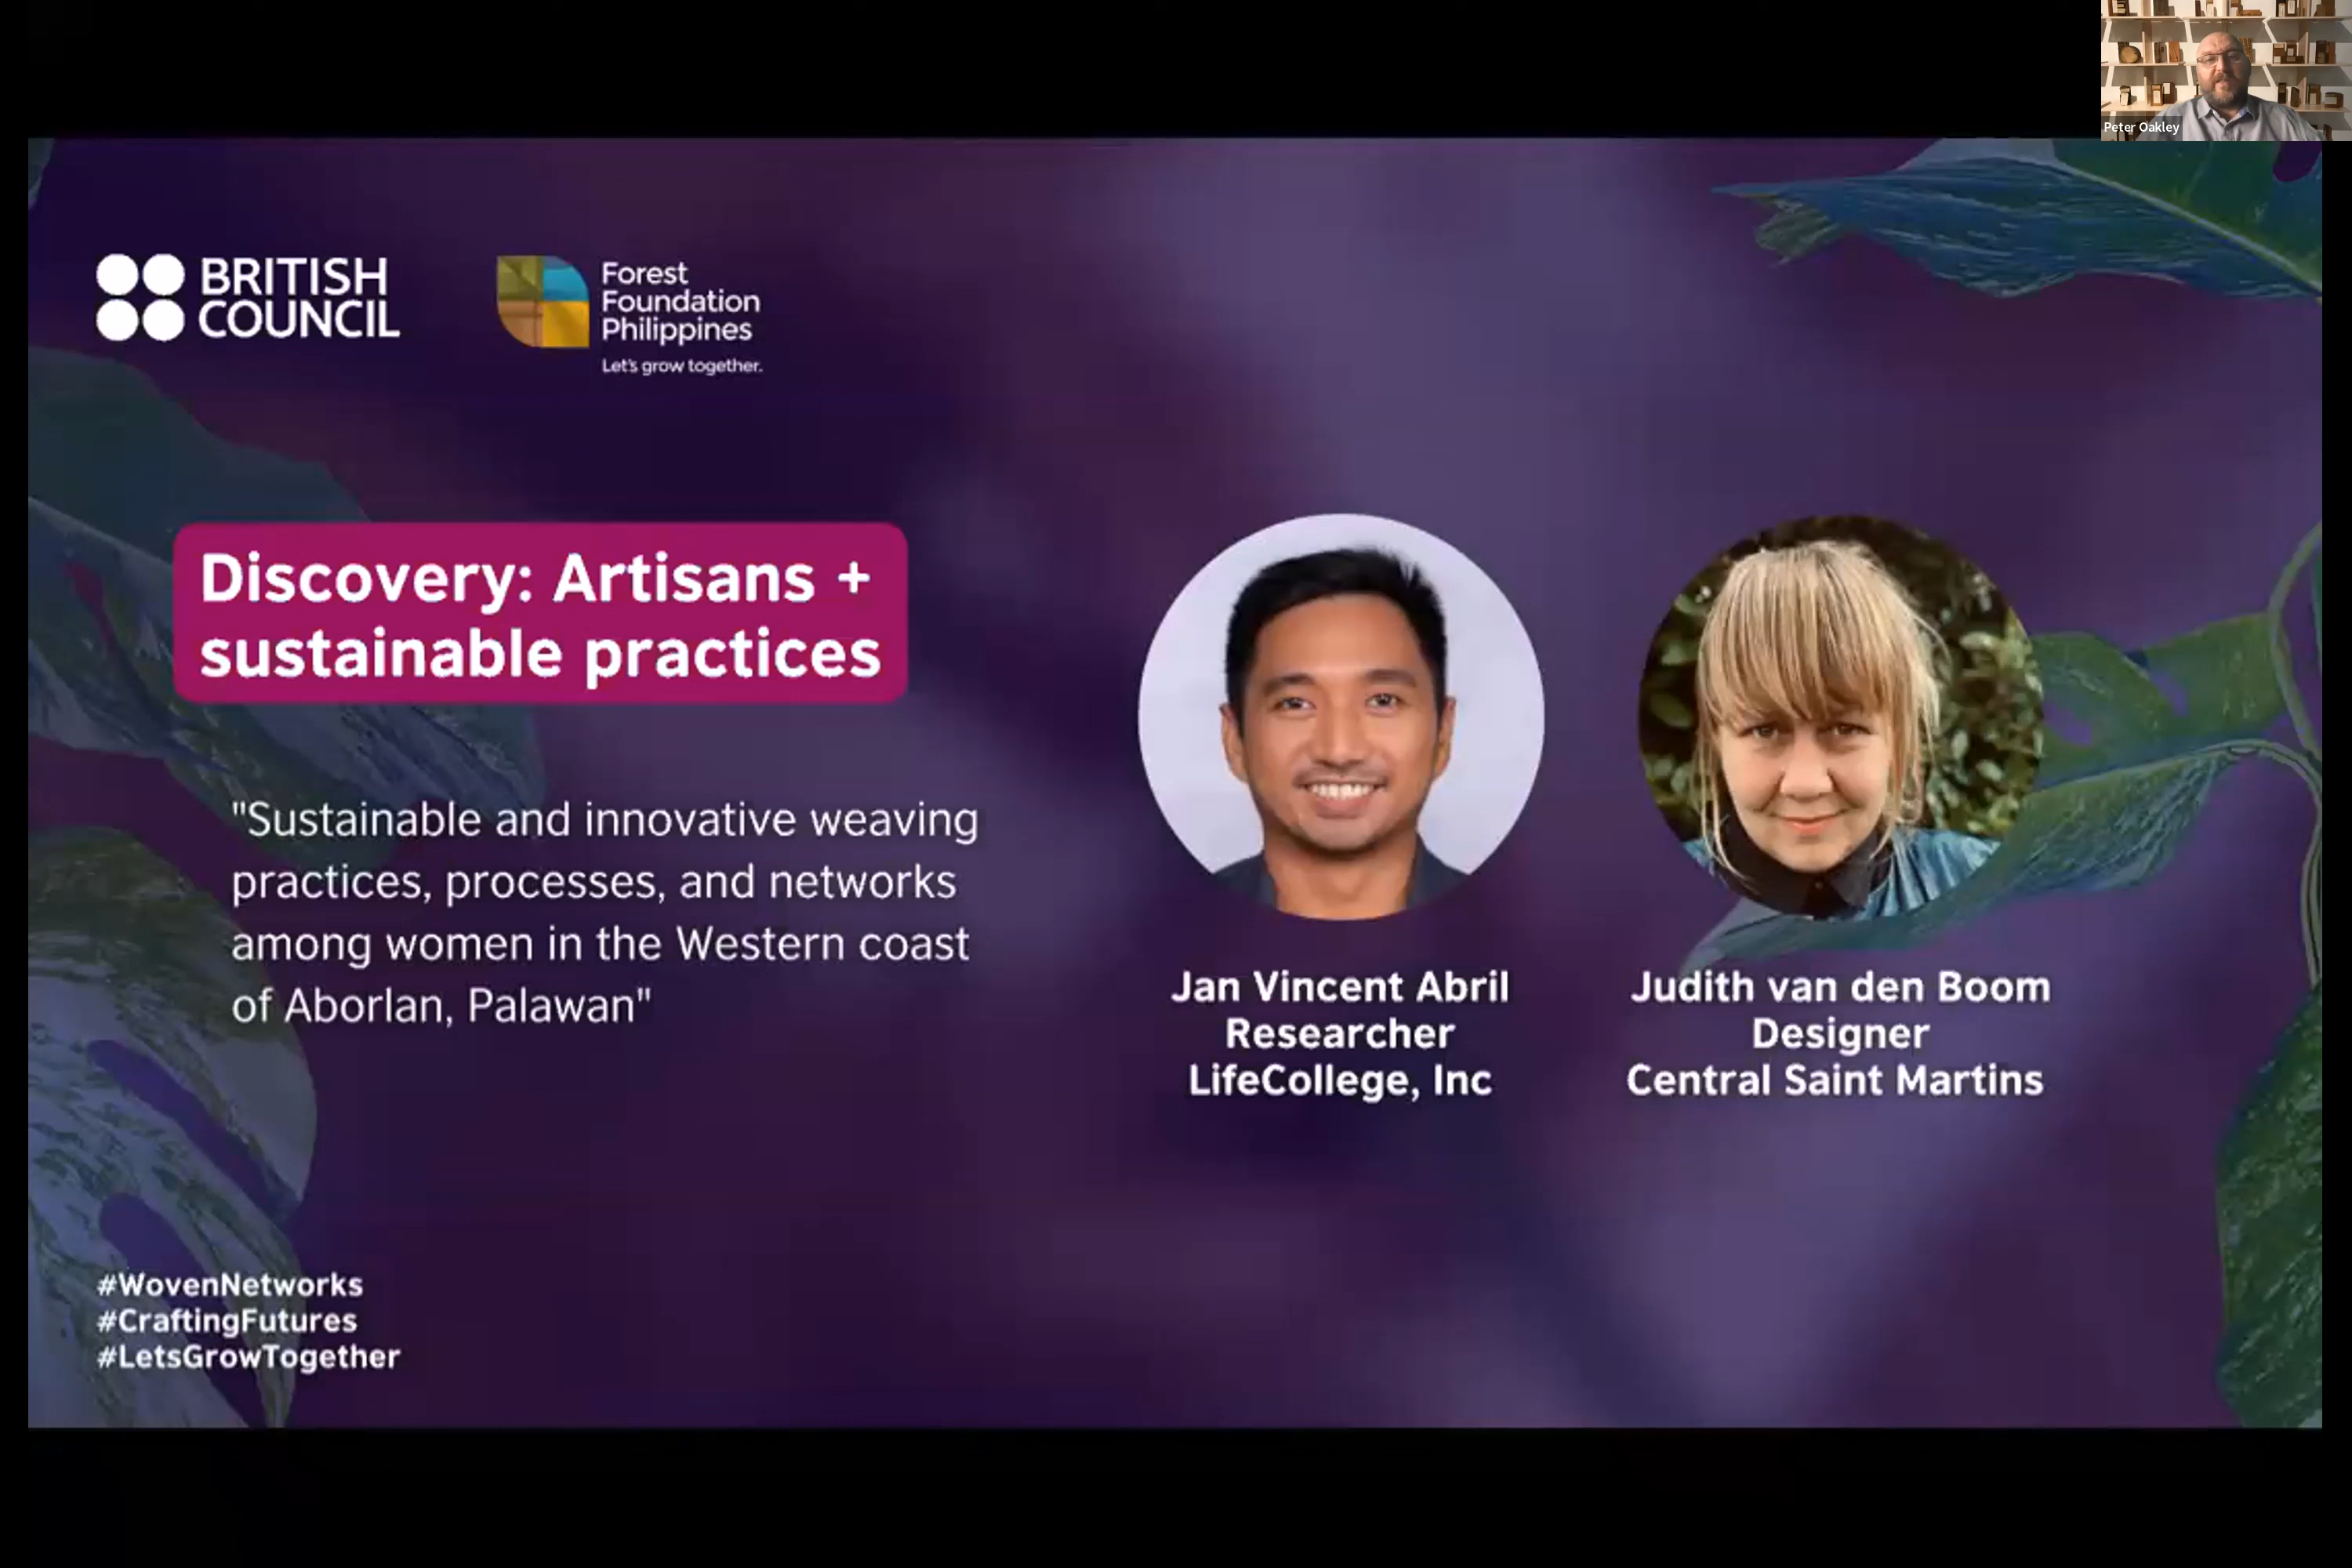 Peter Oakley
BRITISH
COUNCIL
Forest
Foundation
Philippines
Let's grow together.
Discovery: Artisans +
sustainable practices
"Sustainable and innovative weaving
practices, processes, and networks
among women in the Western coast
of Aborlan, Palawan"
Jan Vincent Abril
Researcher
LifeCollege, Inc
Judith van den Boom
Designer
Central Saint Martins
#WovenNetworks
#CraftingFutures
#LetsGrowTogether